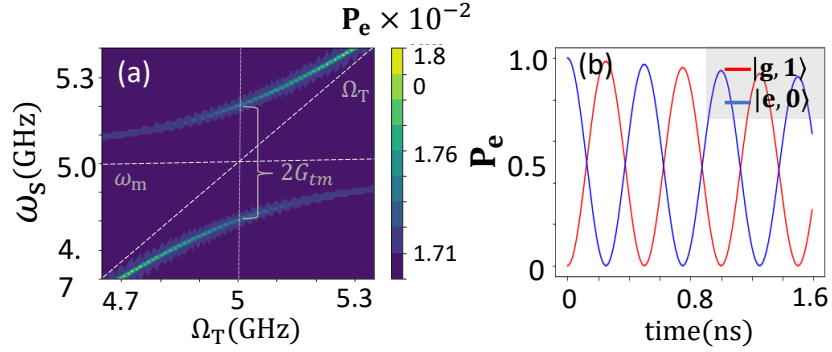 P_e × 10^−2
(a)
5.3
5.0
4.
7
ω_S(GHz)
Ω_T
ω_m
2G_tm
4.7
5
5.3
Ω_T(GHz)
1.8
0
1.76
1.71
(b)
|g, 1⟩
|e, 0⟩
1.0
0.5
0
P_e
0
0.8
1.6
time(ns)